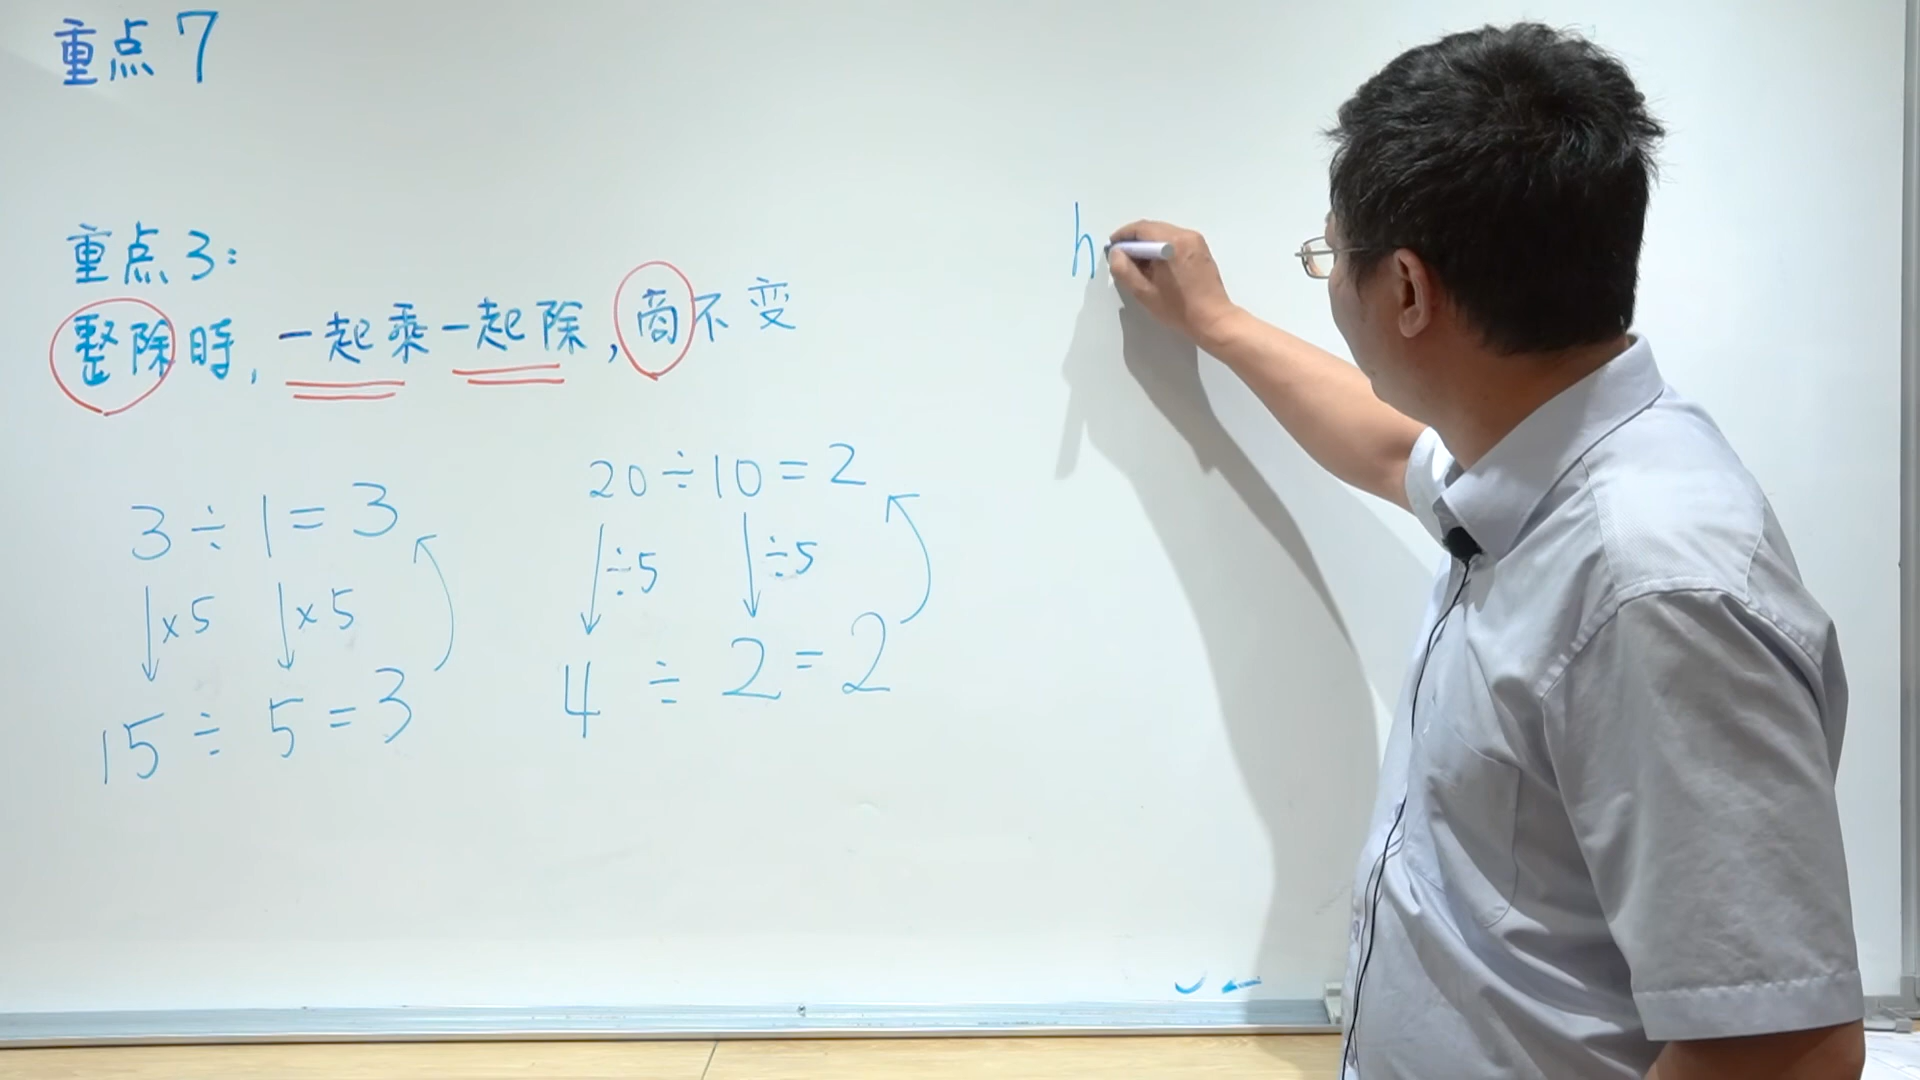 重点7
重点3:
整除時,一起乘一起除,商不变
3÷1=3
×5 ×5
15÷5=3
20÷10=2
÷5 ÷5
4÷2=2
h